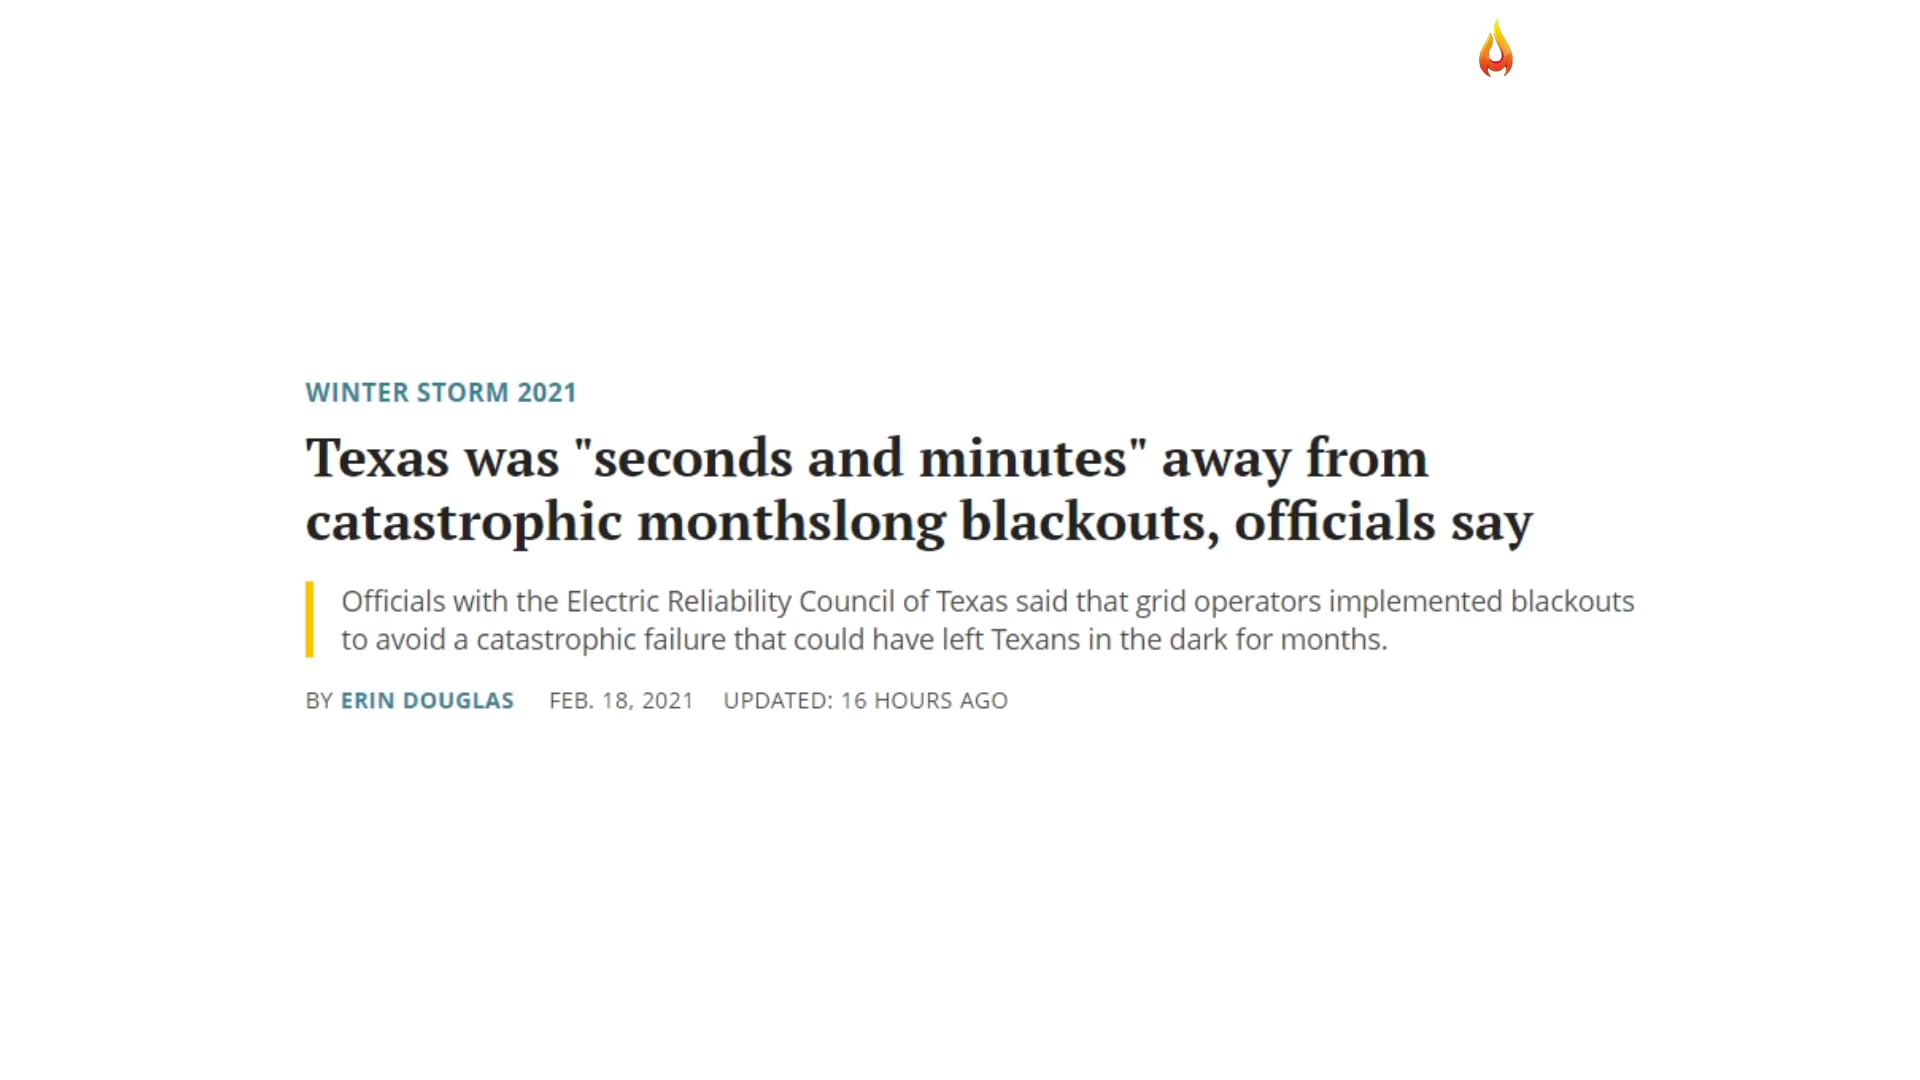 WINTER STORM 2021
Texas was "seconds and minutes" away from
catastrophic monthslong blackouts, officials say
Officials with the Electric Reliability Council of Texas said that grid operators implemented blackouts
to avoid a catastrophic failure that could have left Texans in the dark for months.
BY ERIN DOUGLAS FEB. 18, 2021 UPDATED: 16 HOURS AGO